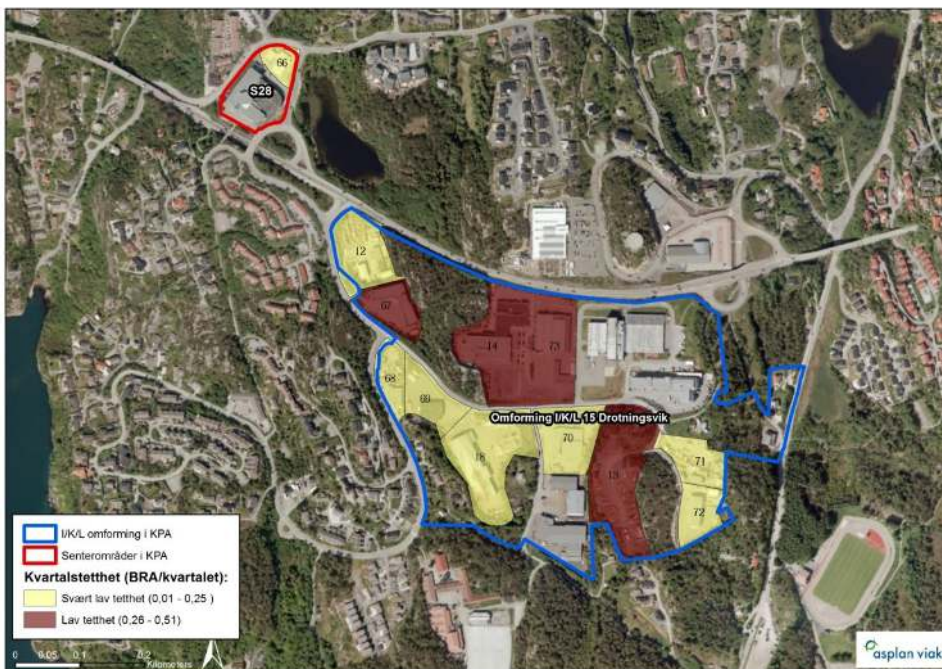 66
S28
12
67
14
73
68
69
Omforming I/K/L 15 Drotningsvik
18
70
13
71
72
I/K/L omforming i KPA
Senterområder i KPA
Kvartalstetthet (BRA/kvartalet):
Svært lav tetthet (0,01 - 0,25 )
Lav tetthet (0,26 - 0,51)
0 0,05 0,1 0,2
Kilometers
asplan viak